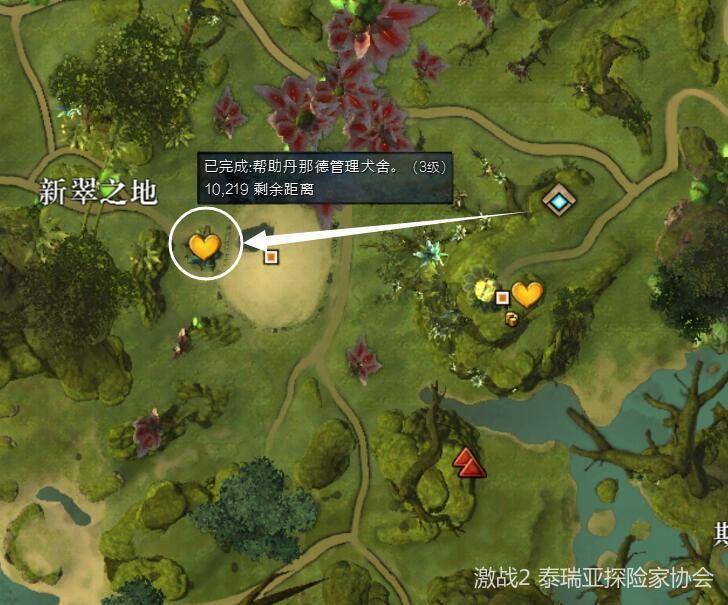 已完成:帮助丹那德管理犬舍。(3级)
10,219 剩余距离
新翠之地
斯
激战2 泰瑞亚探险家协会